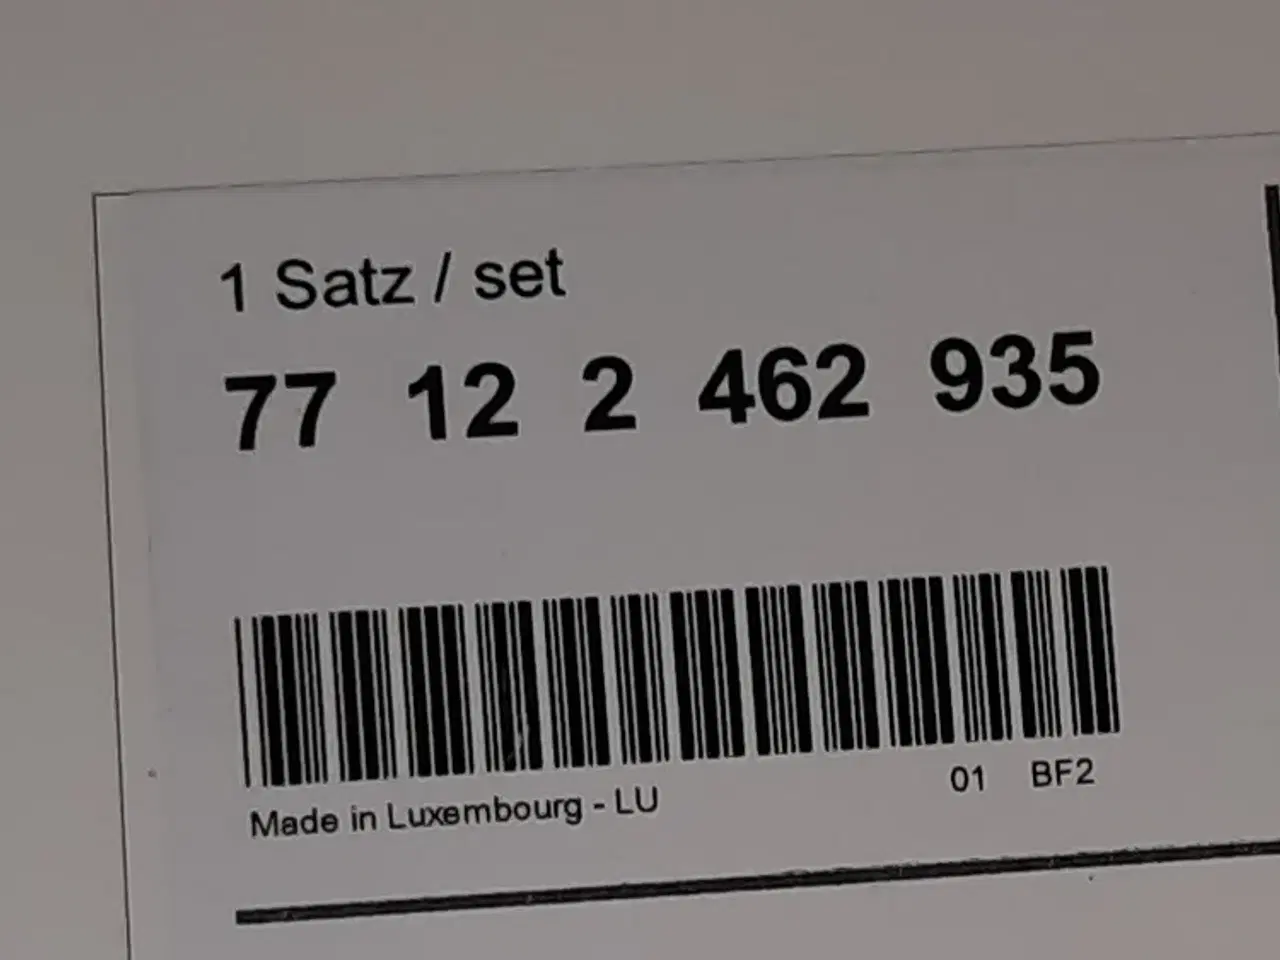 1 Satz / set
77 12 2 462 935
Made in Luxembourg - LU 01 BF2